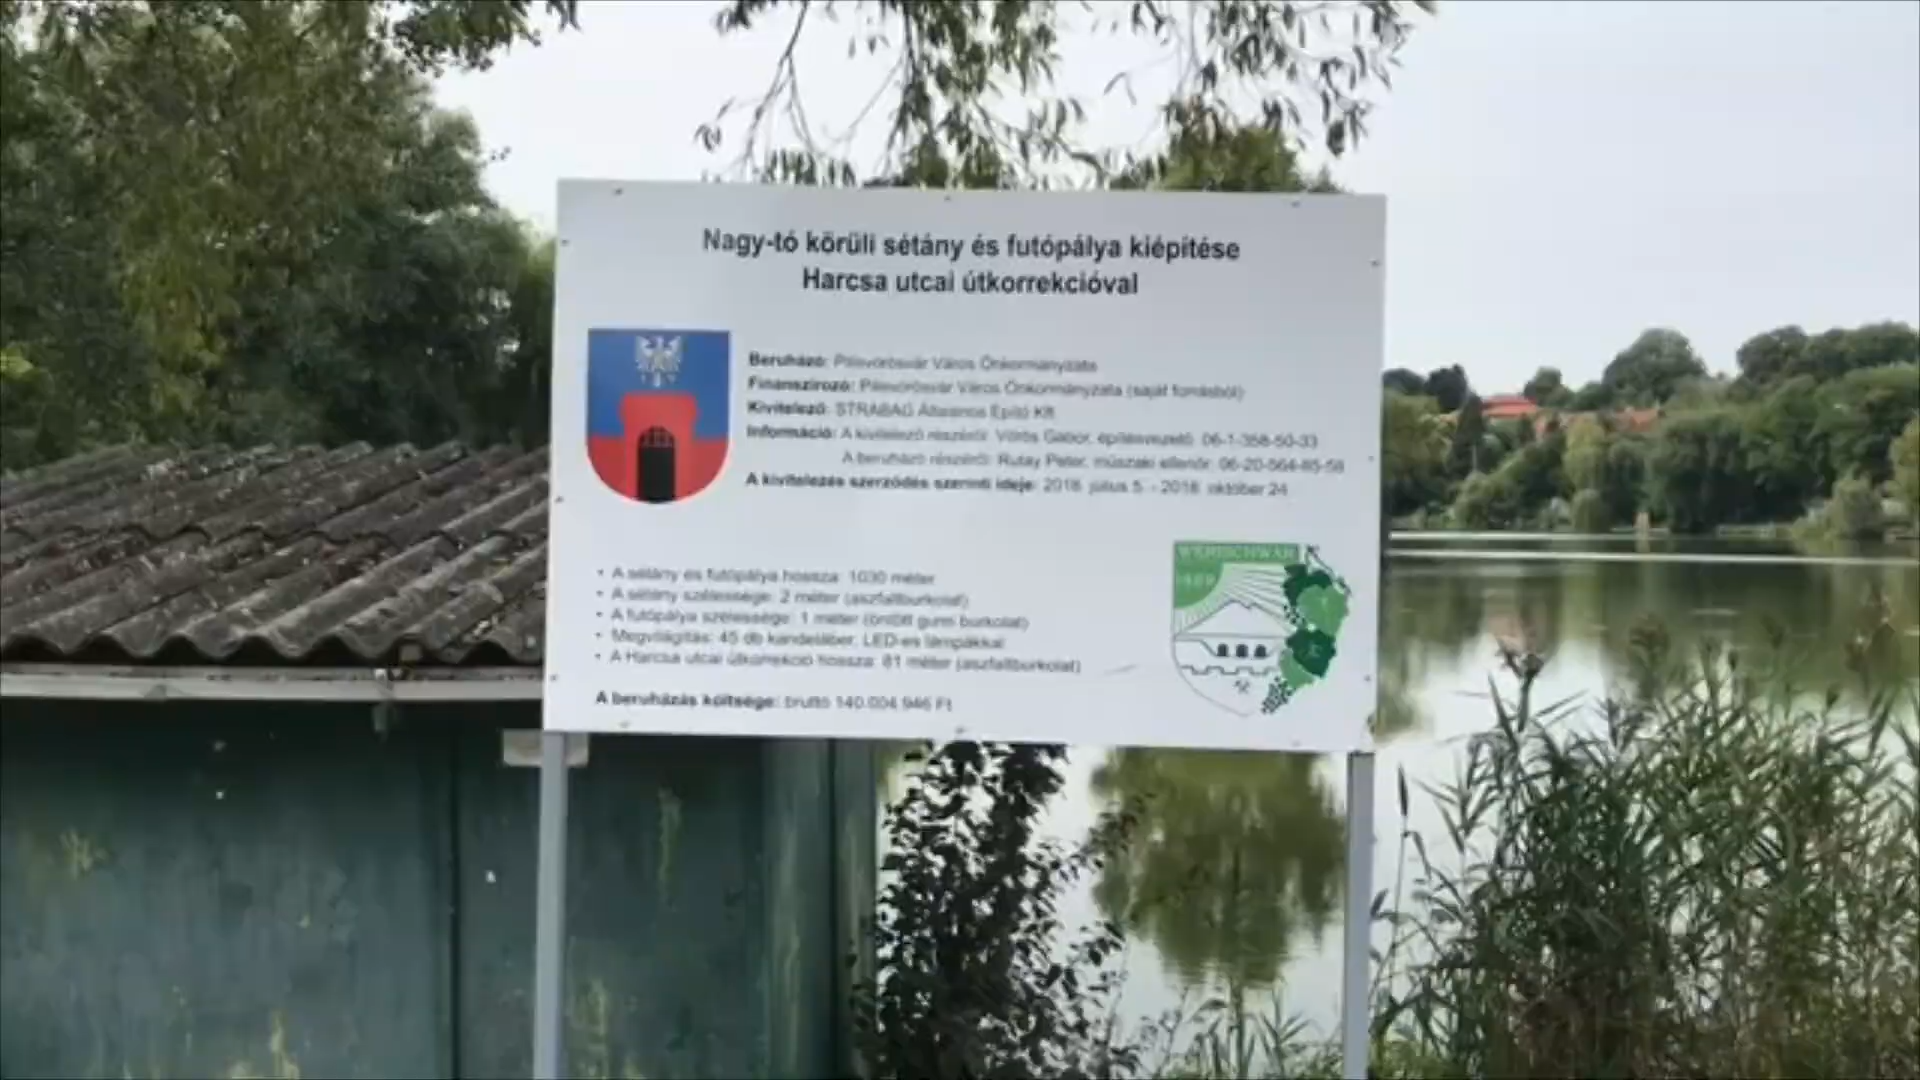 Nagy-tó körüli sétány és futópálya kiépítése
Harcsa utcai útkorrekcióval
Beruházó: Pilisvörösvár Város Önkormányzata
Finanszírozó: Pilisvörösvár Város Önkormányzata (saját forrásból)
Kivitelező: STRABAG Általános Építő Kft.
Információ: A kivitelező részéről: Vörös Gábor, építésvezető: 06-1-358-50-33
A beruházó részéről: Rutay Péter, műszaki ellenőr: 06-20-564-85-58
A kivitelezés szerződés szerinti ideje: 2018. július 5. - 2018. október 24.
• A sétány és futópálya hossza: 1030 méter
• A sétány szélessége: 2 méter (aszfaltburkolat)
• A futópálya szélessége: 1 méter (öntött gumi burkolat)
• Megvilágítás: 45 db kandeláber, LED-es lámpákkal
• A Harcsa utcai útkorrekció hossza: 81 méter (aszfaltburkolat)
A beruházás költsége: bruttó 140.004.946 Ft
WERISCHWAR
1689